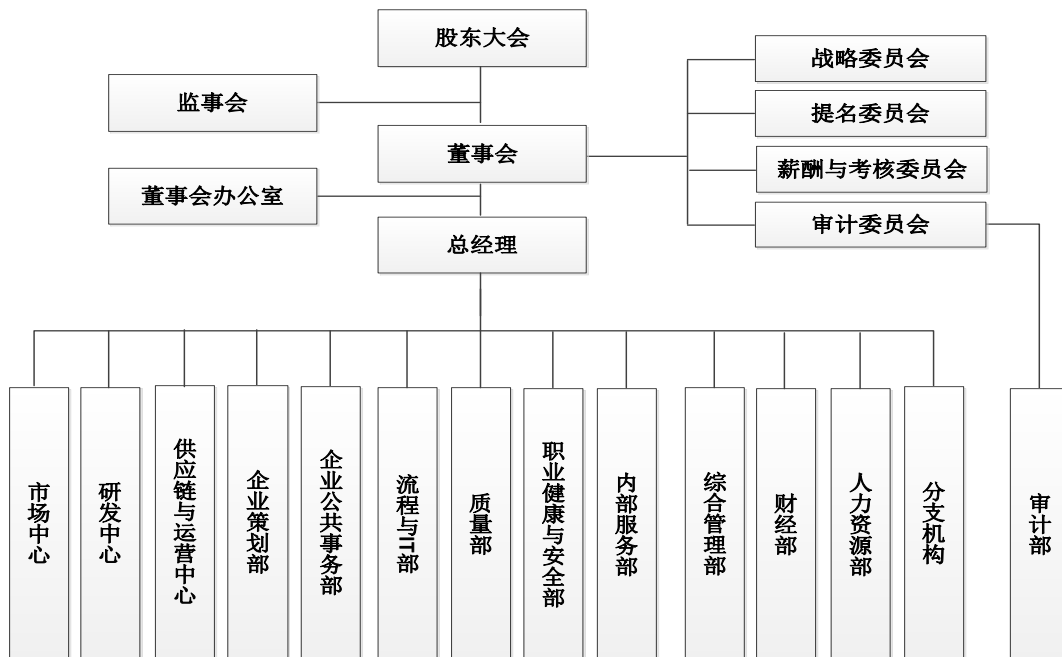 股东大会
战略委员会
监事会
提名委员会
董事会
薪酬与考核委员会
董事会办公室
审计委员会
总经理
市场中心
研发中心
供应链与运营中心
企业策划部
企业公共事务部
流程与IT部
质量部
职业健康与安全部
内部服务部
综合管理部
财经部
人力资源部
分支机构
审计部